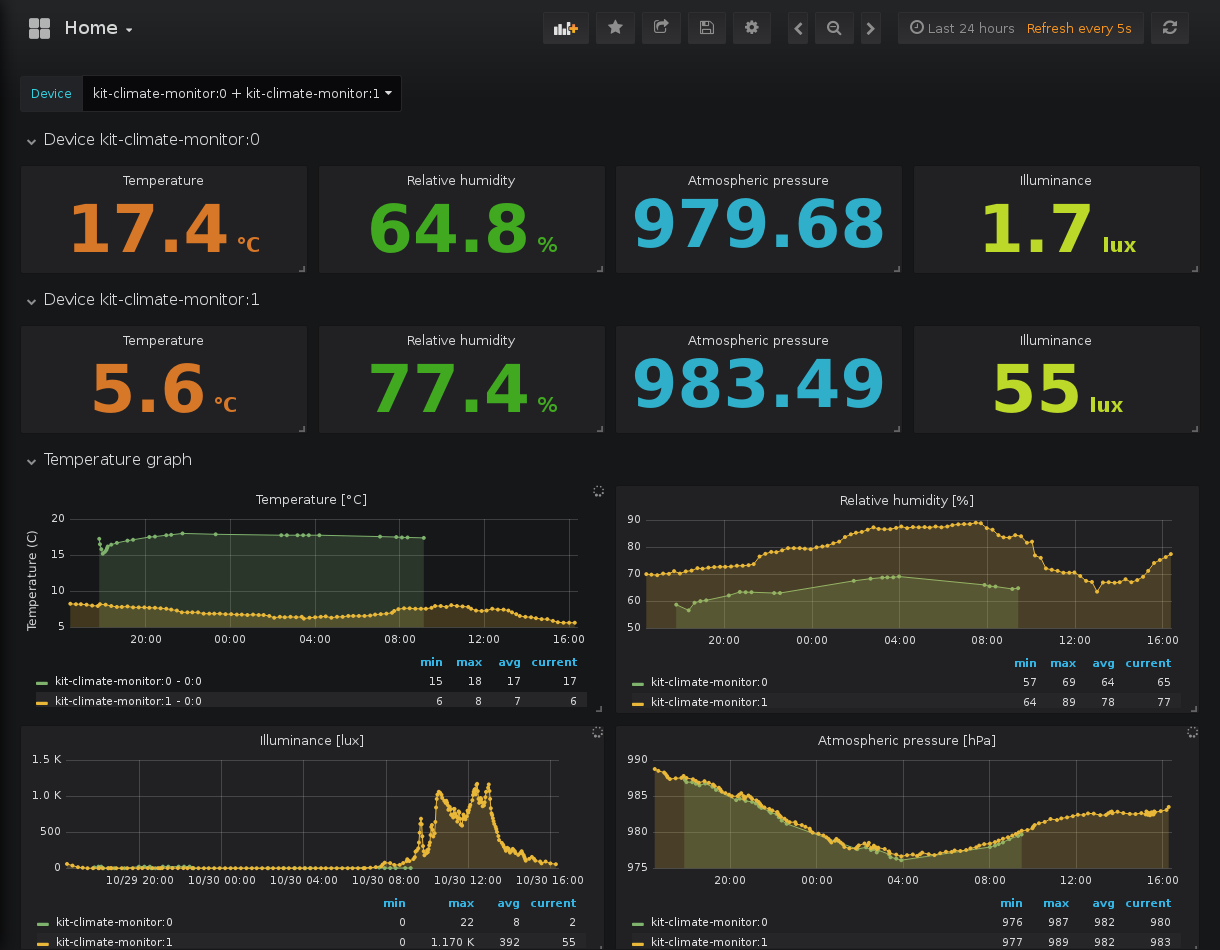 Home
Last 24 hours Refresh every 5s
Device kit-climate-monitor:0 + kit-climate-monitor:1
Device kit-climate-monitor:0
Temperature Relative humidity Atmospheric pressure Illuminance
17.4 °C 64.8 % 979.68 1.7 lux
Device kit-climate-monitor:1
Temperature Relative humidity Atmospheric pressure Illuminance
5.6 °C 77.4 % 983.49 55 lux
Temperature graph
Temperature [°C]
Temperature (C)
20
15
10
5
20:00 00:00 04:00 08:00 12:00 16:00
min max avg current
kit-climate-monitor:0 - 0:0 15 18 17 17
kit-climate-monitor:1 - 0:0 6 8 7 6
Relative humidity [%]
90
80
70
60
50
20:00 00:00 04:00 08:00 12:00 16:00
min max avg current
kit-climate-monitor:0 57 69 64 65
kit-climate-monitor:1 64 89 78 77
Illuminance [lux]
1.5 K
1.0 K
500
0
10/29 20:00 10/30 00:00 10/30 04:00 10/30 08:00 10/30 12:00 10/30 16:00
min max avg current
kit-climate-monitor:0 0 22 8 2
kit-climate-monitor:1 0 1.170 K 392 55
Atmospheric pressure [hPa]
990
985
980
975
20:00 00:00 04:00 08:00 12:00 16:00
min max avg current
kit-climate-monitor:0 976 987 982 980
kit-climate-monitor:1 977 989 982 983